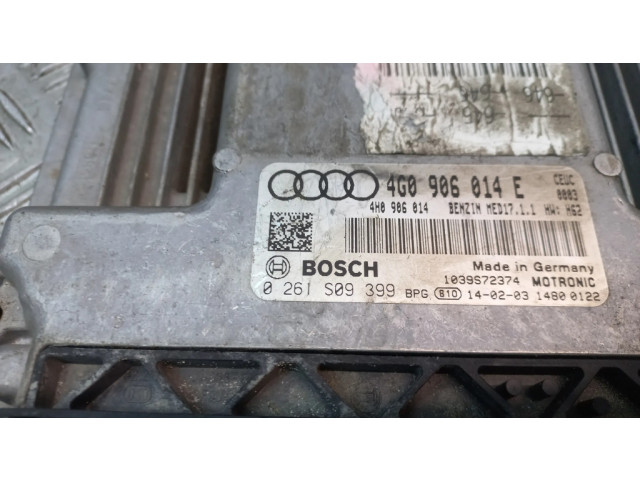 4G0 906 014 E CEUC
4H0 906 014 BENZIN MED17.1.1 HW: H62 0003
BOSCH Made in Germany
1039S72374 MOTRONIC
0 261 S09 399 BPG B10 14-02-03 1480 0122